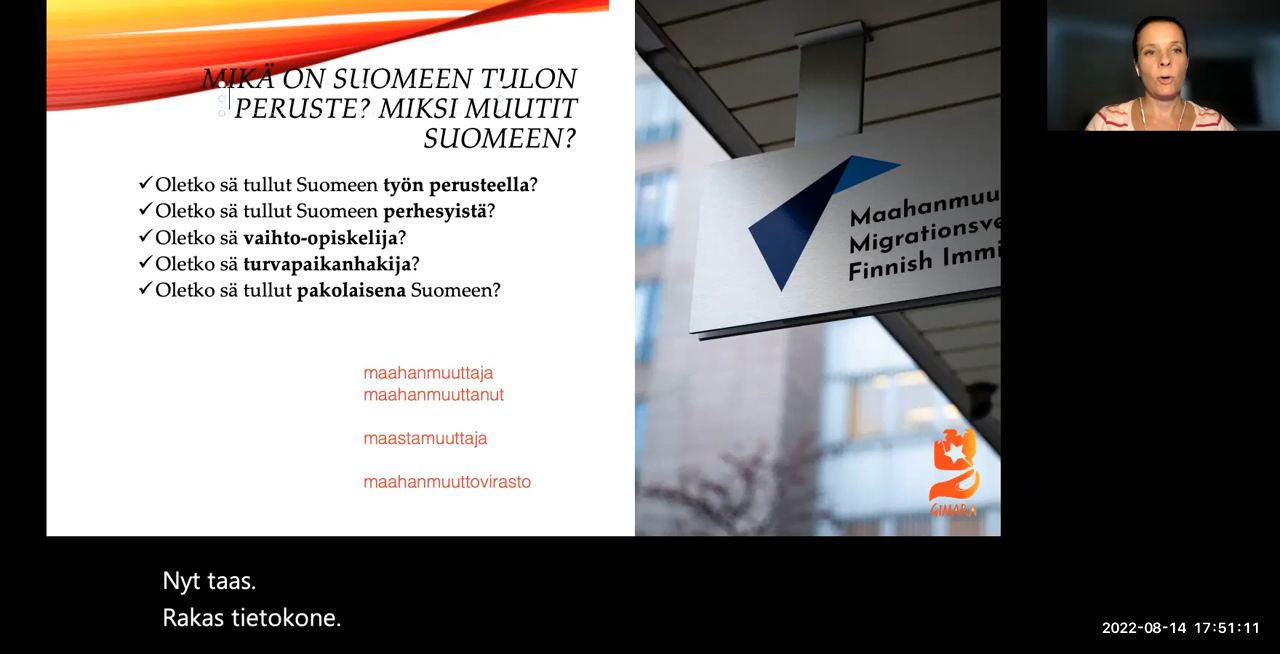 MIKÄ ON SUOMEEN TULON
PERUSTE? MIKSI MUUTIT
SUOMEEN?
✓Oletko sä tullut Suomeen työn perusteella?
✓Oletko sä tullut Suomeen perhesyistä?
✓Oletko sä vaihto-opiskelija?
✓Oletko sä turvapaikanhakija?
✓Oletko sä tullut pakolaisena Suomeen?
maahanmuuttaja
maahanmuuttanut
maastamuuttaja
maahanmuuttovirasto
Maahanmuu
Migrationsve
Finnish Immi
GIMARA
Nyt taas.
Rakas tietokone.
2022-08-14 17:51:11